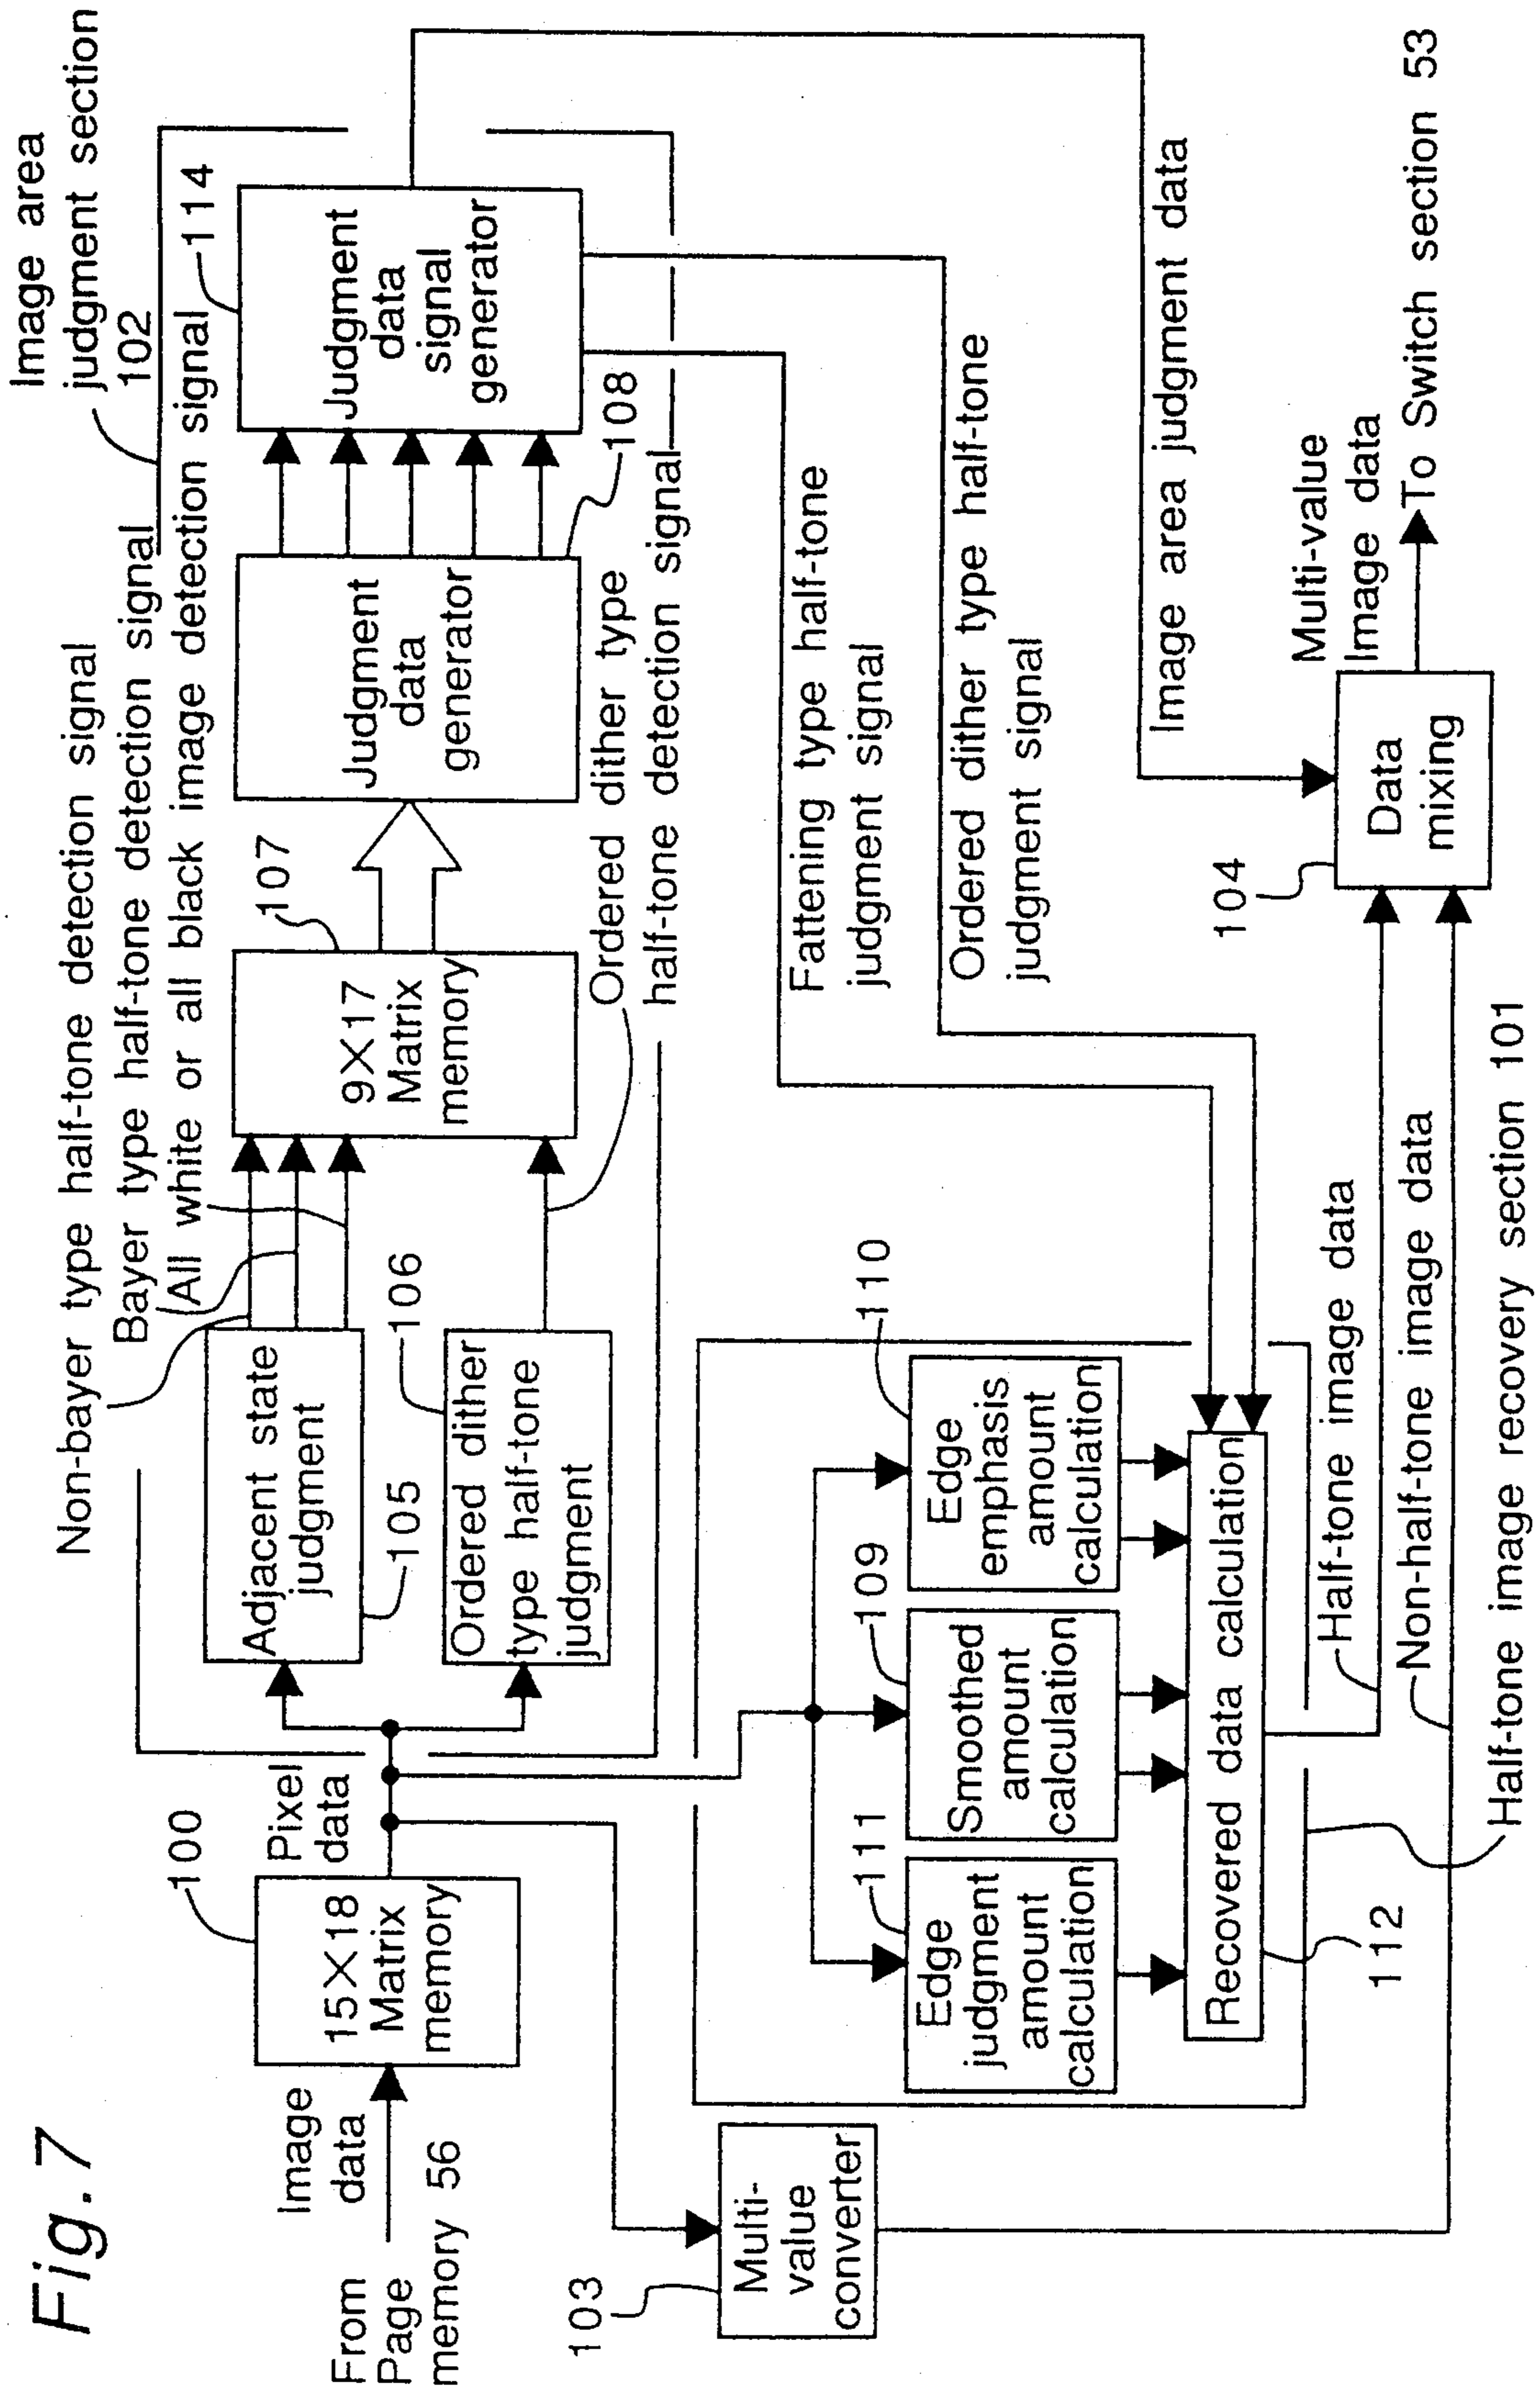 Fig. 7
Image area
judgment section
102
Non-bayer type half-tone detection signal
Bayer type half-tone detection signal
All white or all black image detection signal
114
From
Page
memory 56
Image
data
100
15×18
Matrix
memory
Pixel
data
Adjacent state
judgment
105
Ordered dither
type half-tone
judgment
106
9×17
Matrix
memory
107
Ordered dither type
half-tone detection signal
Judgment
data
generator
108
Judgment
data
signal
generator
Fattening type half-tone
judgment signal
Ordered dither type half-tone
judgment signal
Image area judgment data
103
Multi-
value
converter
Edge
judgment
amount
calculation
111
Smoothed
amount
calculation
109
Edge
emphasis
amount
calculation
110
Recovered data calculation
112
Half-tone image data
Non-half-tone image data
Half-tone image recovery section 101
104
Data
mixing
Multi-value
Image data
To Switch section 53